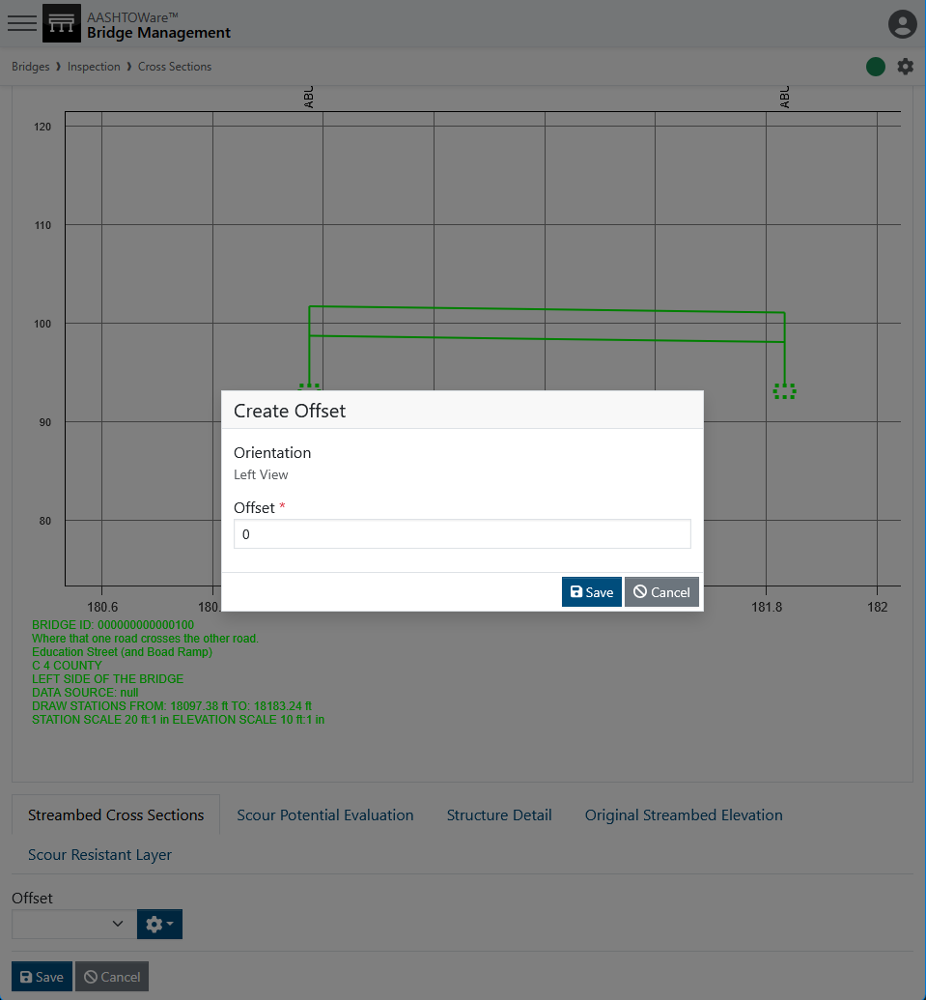 AASHTOWare™
Bridge Management
Bridges ❯ Inspection ❯ Cross Sections
120
110
100
90
80
Create Offset
Orientation
Left View
Offset *
0
Save Cancel
180.6 181.8 182
BRIDGE ID: 000000000000100
Where that one road crosses the other road.
Education Street (and Boad Ramp)
C 4 COUNTY
LEFT SIDE OF THE BRIDGE
DATA SOURCE: null
DRAW STATIONS FROM: 18097.38 ft TO: 18183.24 ft
STATION SCALE 20 ft:1 in ELEVATION SCALE 10 ft:1 in
Streambed Cross Sections Scour Potential Evaluation Structure Detail Original Streambed Elevation
Scour Resistant Layer
Offset
Save Cancel